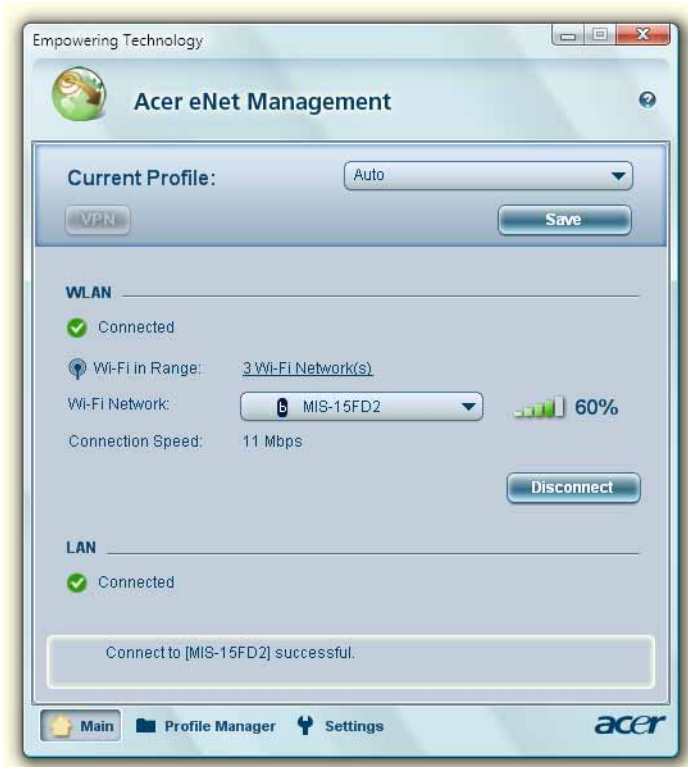 Empowering Technology
Acer eNet Management
Current Profile:
Auto
VPN
Save
WLAN
Connected
Wi-Fi in Range:
3 Wi-Fi Network(s)
Wi-Fi Network:
b MIS-15FD2
60%
Connection Speed:
11 Mbps
Disconnect
LAN
Connected
Connect to [MIS-15FD2] successful.
Main
Profile Manager
Settings
acer